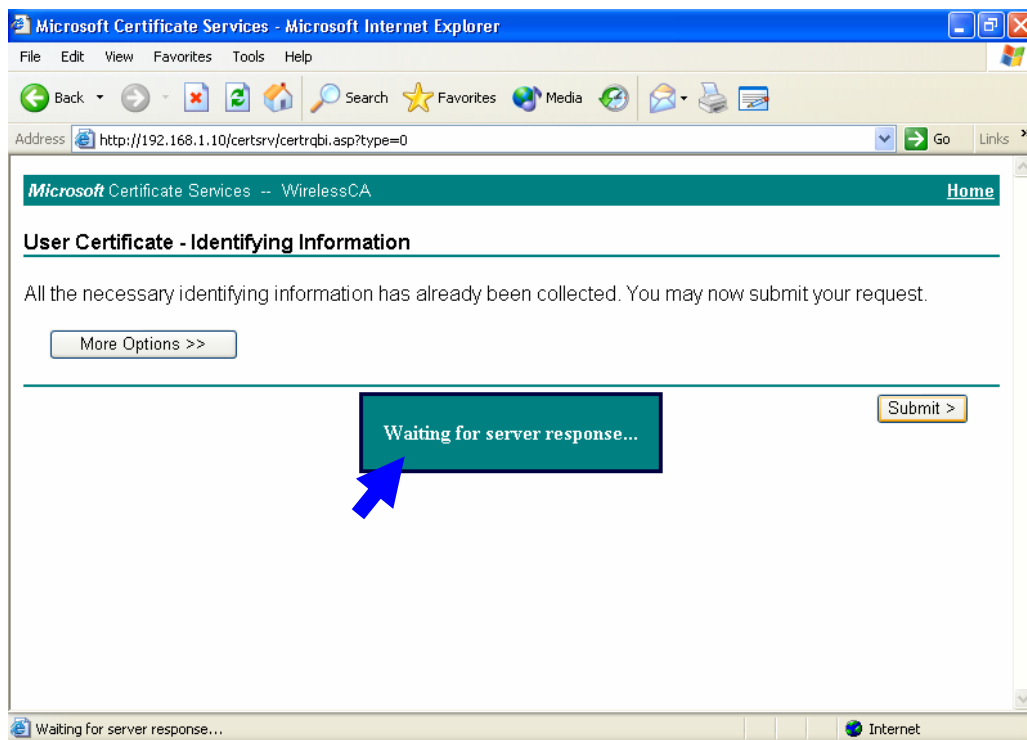 Microsoft Certificate Services - Microsoft Internet Explorer
File Edit View Favorites Tools Help
Back Search Favorites Media
Address http://192.168.1.10/certsrv/certrqbi.asp?type=0 Go Links »
Microsoft Certificate Services -- WirelessCA Home
User Certificate - Identifying Information
All the necessary identifying information has already been collected. You may now submit your request.
More Options >>
Submit >
Waiting for server response...
Waiting for server response... Internet